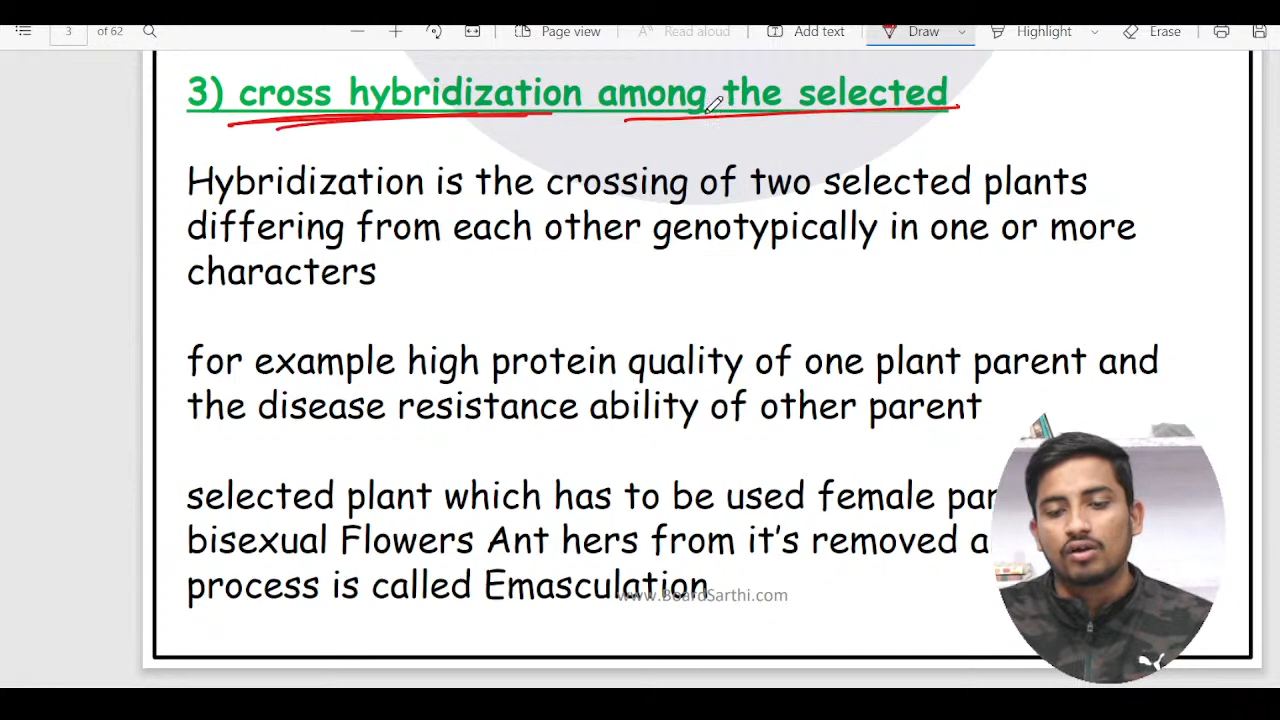 3
of 62
Page view
Read aloud
Add text
Draw
Highlight
Erase
3) cross hybridization among the selected
Hybridization is the crossing of two selected plants
differing from each other genotypically in one or more
characters
for example high protein quality of one plant parent and
the disease resistance ability of other parent
selected plant which has to be used female
bisexual Flowers Ant hers from it's removed
process is called Emasculation
www.BoardSarthi.com